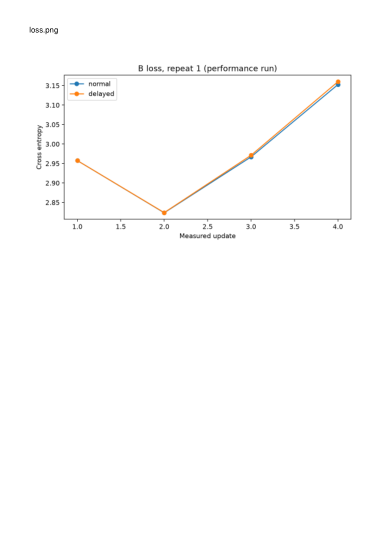 loss.png
B loss, repeat 1 (performance run)
normal
delayed
3.15
3.10
3.05
3.00
2.95
2.90
2.85
Cross entropy
1.0 1.5 2.0 2.5 3.0 3.5 4.0
Measured update